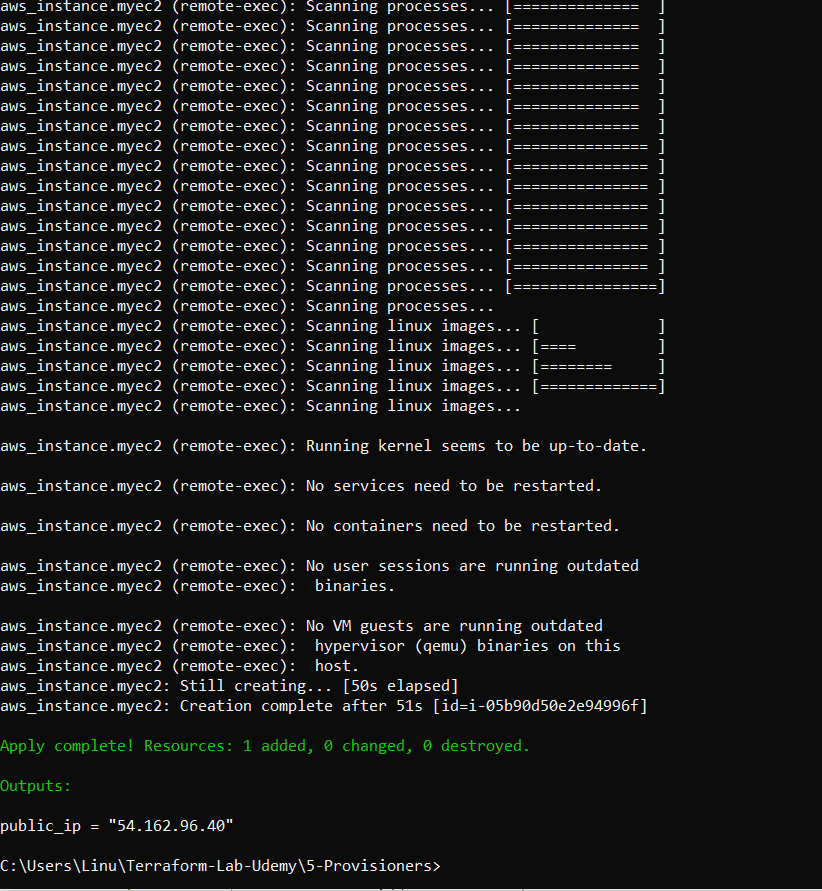 aws_instance.myec2 (remote-exec): Scanning processes... [==============  ]
aws_instance.myec2 (remote-exec): Scanning processes... [==============  ]
aws_instance.myec2 (remote-exec): Scanning processes... [==============  ]
aws_instance.myec2 (remote-exec): Scanning processes... [==============  ]
aws_instance.myec2 (remote-exec): Scanning processes... [==============  ]
aws_instance.myec2 (remote-exec): Scanning processes... [==============  ]
aws_instance.myec2 (remote-exec): Scanning processes... [==============  ]
aws_instance.myec2 (remote-exec): Scanning processes... [=============== ]
aws_instance.myec2 (remote-exec): Scanning processes... [=============== ]
aws_instance.myec2 (remote-exec): Scanning processes... [=============== ]
aws_instance.myec2 (remote-exec): Scanning processes... [=============== ]
aws_instance.myec2 (remote-exec): Scanning processes... [=============== ]
aws_instance.myec2 (remote-exec): Scanning processes... [=============== ]
aws_instance.myec2 (remote-exec): Scanning processes... [=============== ]
aws_instance.myec2 (remote-exec): Scanning processes... [================]
aws_instance.myec2 (remote-exec): Scanning processes...
aws_instance.myec2 (remote-exec): Scanning linux images... [             ]
aws_instance.myec2 (remote-exec): Scanning linux images... [====         ]
aws_instance.myec2 (remote-exec): Scanning linux images... [========     ]
aws_instance.myec2 (remote-exec): Scanning linux images... [=============]
aws_instance.myec2 (remote-exec): Scanning linux images...
aws_instance.myec2 (remote-exec): Running kernel seems to be up-to-date.
aws_instance.myec2 (remote-exec): No services need to be restarted.
aws_instance.myec2 (remote-exec): No containers need to be restarted.
aws_instance.myec2 (remote-exec): No user sessions are running outdated
aws_instance.myec2 (remote-exec):  binaries.
aws_instance.myec2 (remote-exec): No VM guests are running outdated
aws_instance.myec2 (remote-exec):  hypervisor (qemu) binaries on this
aws_instance.myec2 (remote-exec):  host.
aws_instance.myec2: Still creating... [50s elapsed]
aws_instance.myec2: Creation complete after 51s [id=i-05b90d50e2e94996f]
Apply complete! Resources: 1 added, 0 changed, 0 destroyed.
Outputs:
public_ip = "54.162.96.40"
C:\Users\Linu\Terraform-Lab-Udemy\5-Provisioners>